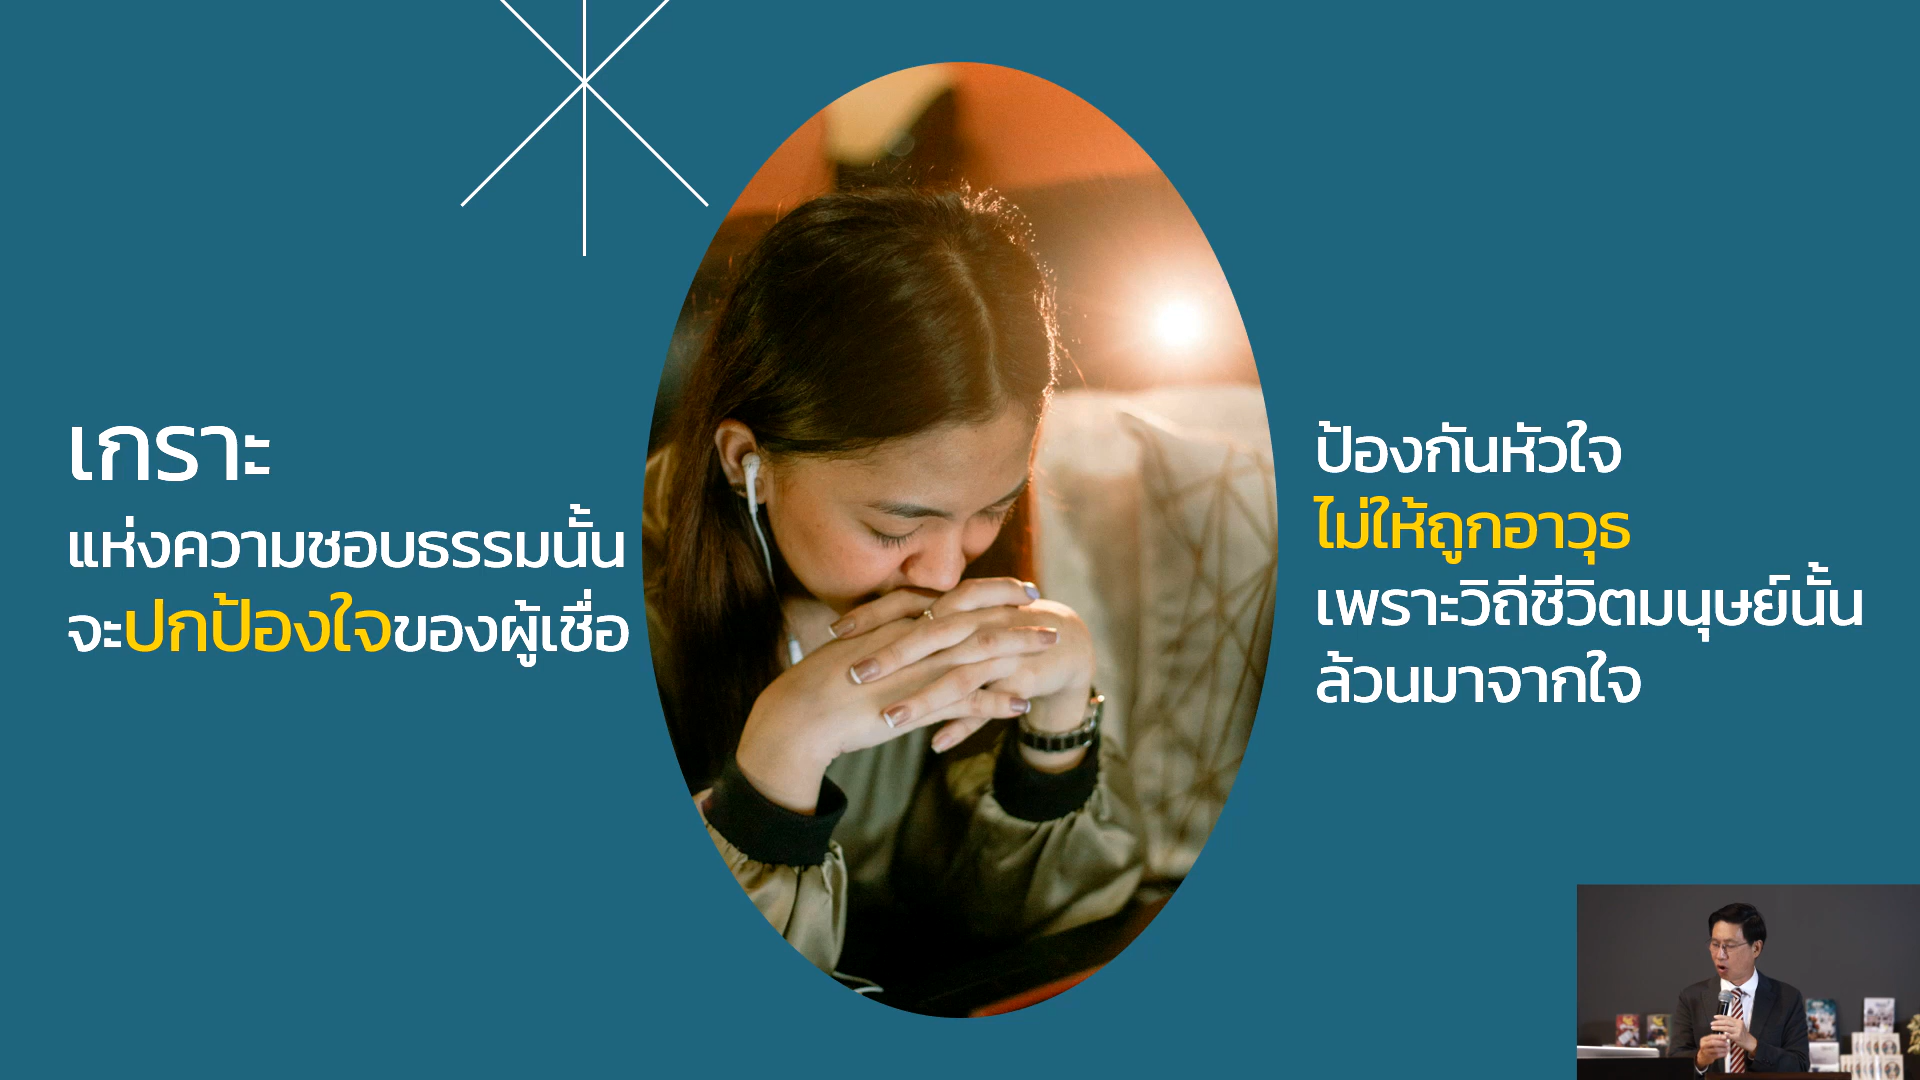 เกราะ
แห่งความชอบธรรมนั้น
จะปกป้องใจของผู้เชื่อ
ป้องกันหัวใจ
ไม่ให้ถูกอาวุธ
เพราะวิถีชีวิตมนุษย์นั้น
ล้วนมาจากใจ